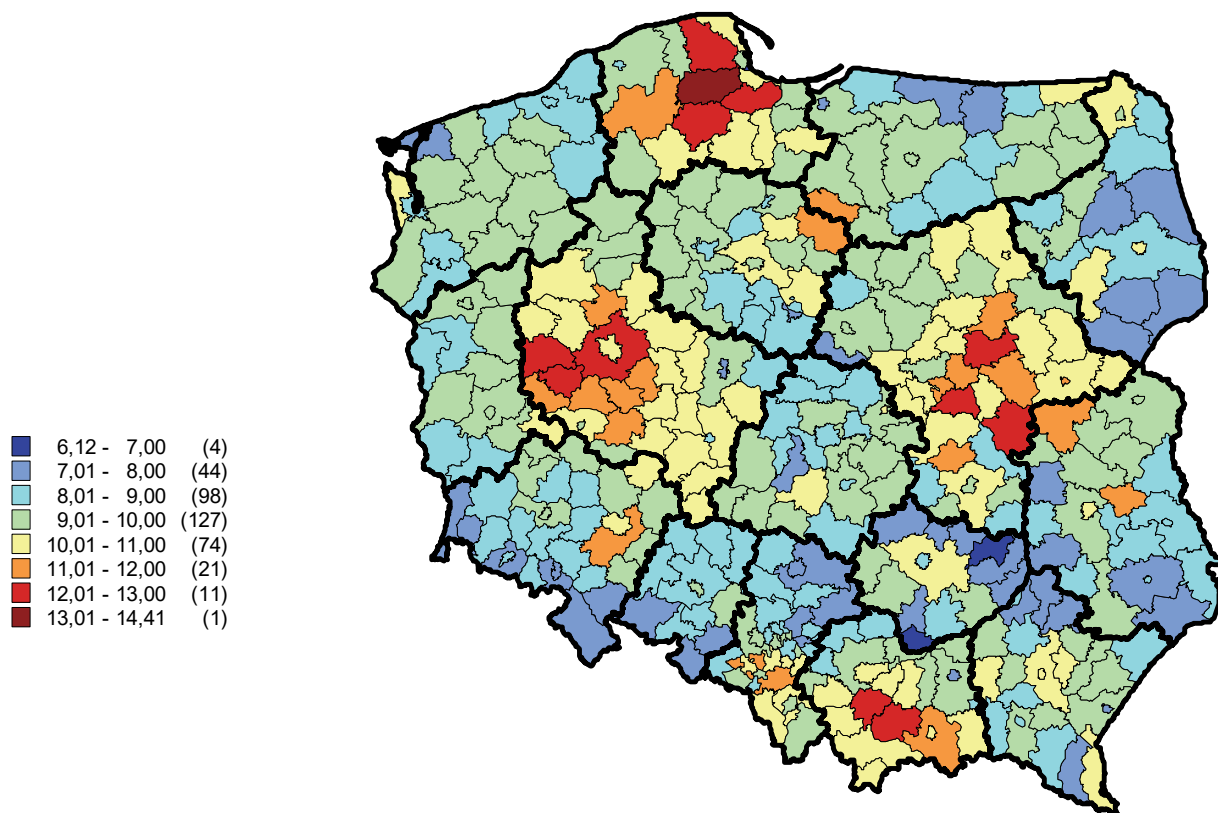 6,12 - 7,00 (4)
7,01 - 8,00 (44)
8,01 - 9,00 (98)
9,01 - 10,00 (127)
10,01 - 11,00 (74)
11,01 - 12,00 (21)
12,01 - 13,00 (11)
13,01 - 14,41 (1)